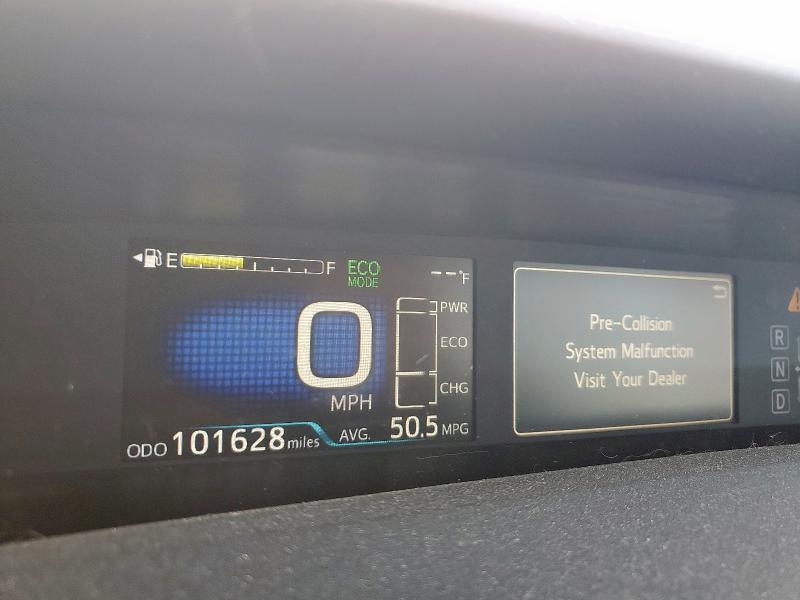 E F ECO MODE --°F
0
MPH
PWR
ECO
CHG
ODO 101628 miles AVG. 50.5 MPG
Pre-Collision
System Malfunction
Visit Your Dealer
R
N
D